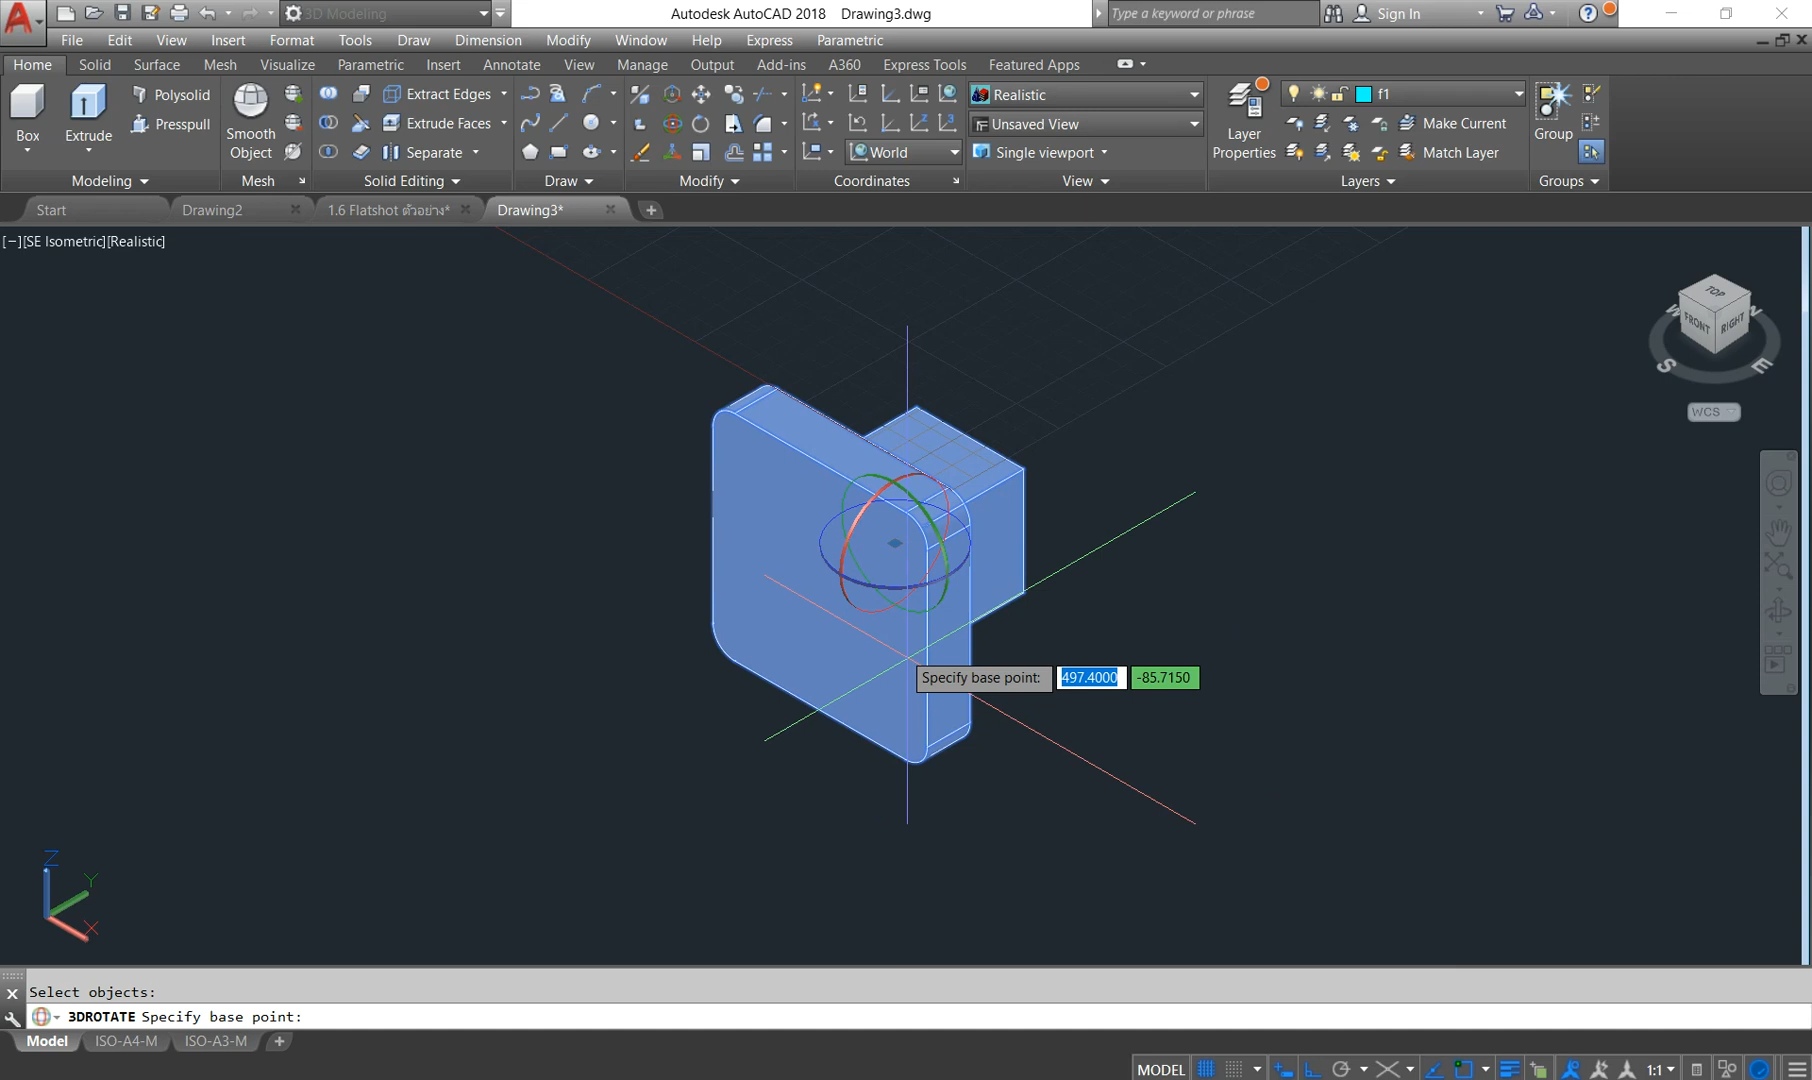 3D Modeling
Autodesk AutoCAD 2018 Drawing3.dwg
Type a keyword or phrase
Sign In
File Edit View Insert Format Tools Draw Dimension Modify Window Help Express Parametric
Home Solid Surface Mesh Visualize Parametric Insert Annotate View Manage Output Add-ins A360 Express Tools Featured Apps
Box
Extrude
Polysolid
Presspull
Modeling
Smooth
Object
Mesh
Extract Edges
Extrude Faces
Separate
Solid Editing
Draw
Modify
World
Coordinates
Realistic
Unsaved View
Single viewport
View
Layer
Properties
f1
Make Current
Match Layer
Layers
Group
Groups
Start Drawing2 1.6 Flatshot ตัวอย่าง* Drawing3*
[−][SE Isometric][Realistic]
TOP
FRONT
RIGHT
W
N
S
E
WCS
Specify base point: 497.4000 -85.7150
Z
Y
X
Select objects:
3DROTATE Specify base point:
Model ISO-A4-M ISO-A3-M
MODEL
1:1